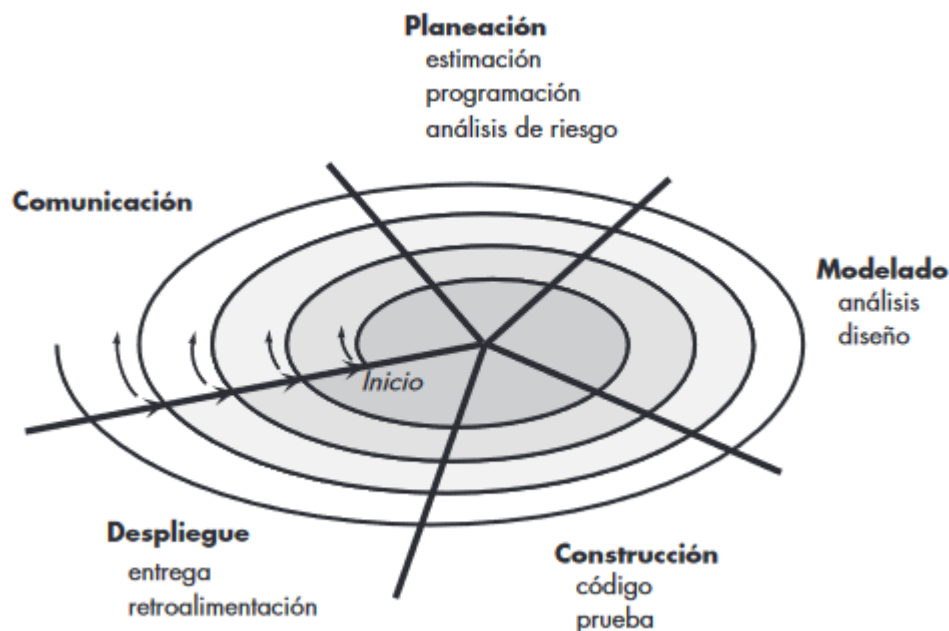 Planeación
estimación
programación
análisis de riesgo
Comunicación
Modelado
análisis
diseño
Inicio
Despliegue
entrega
retroalimentación
Construcción
código
prueba